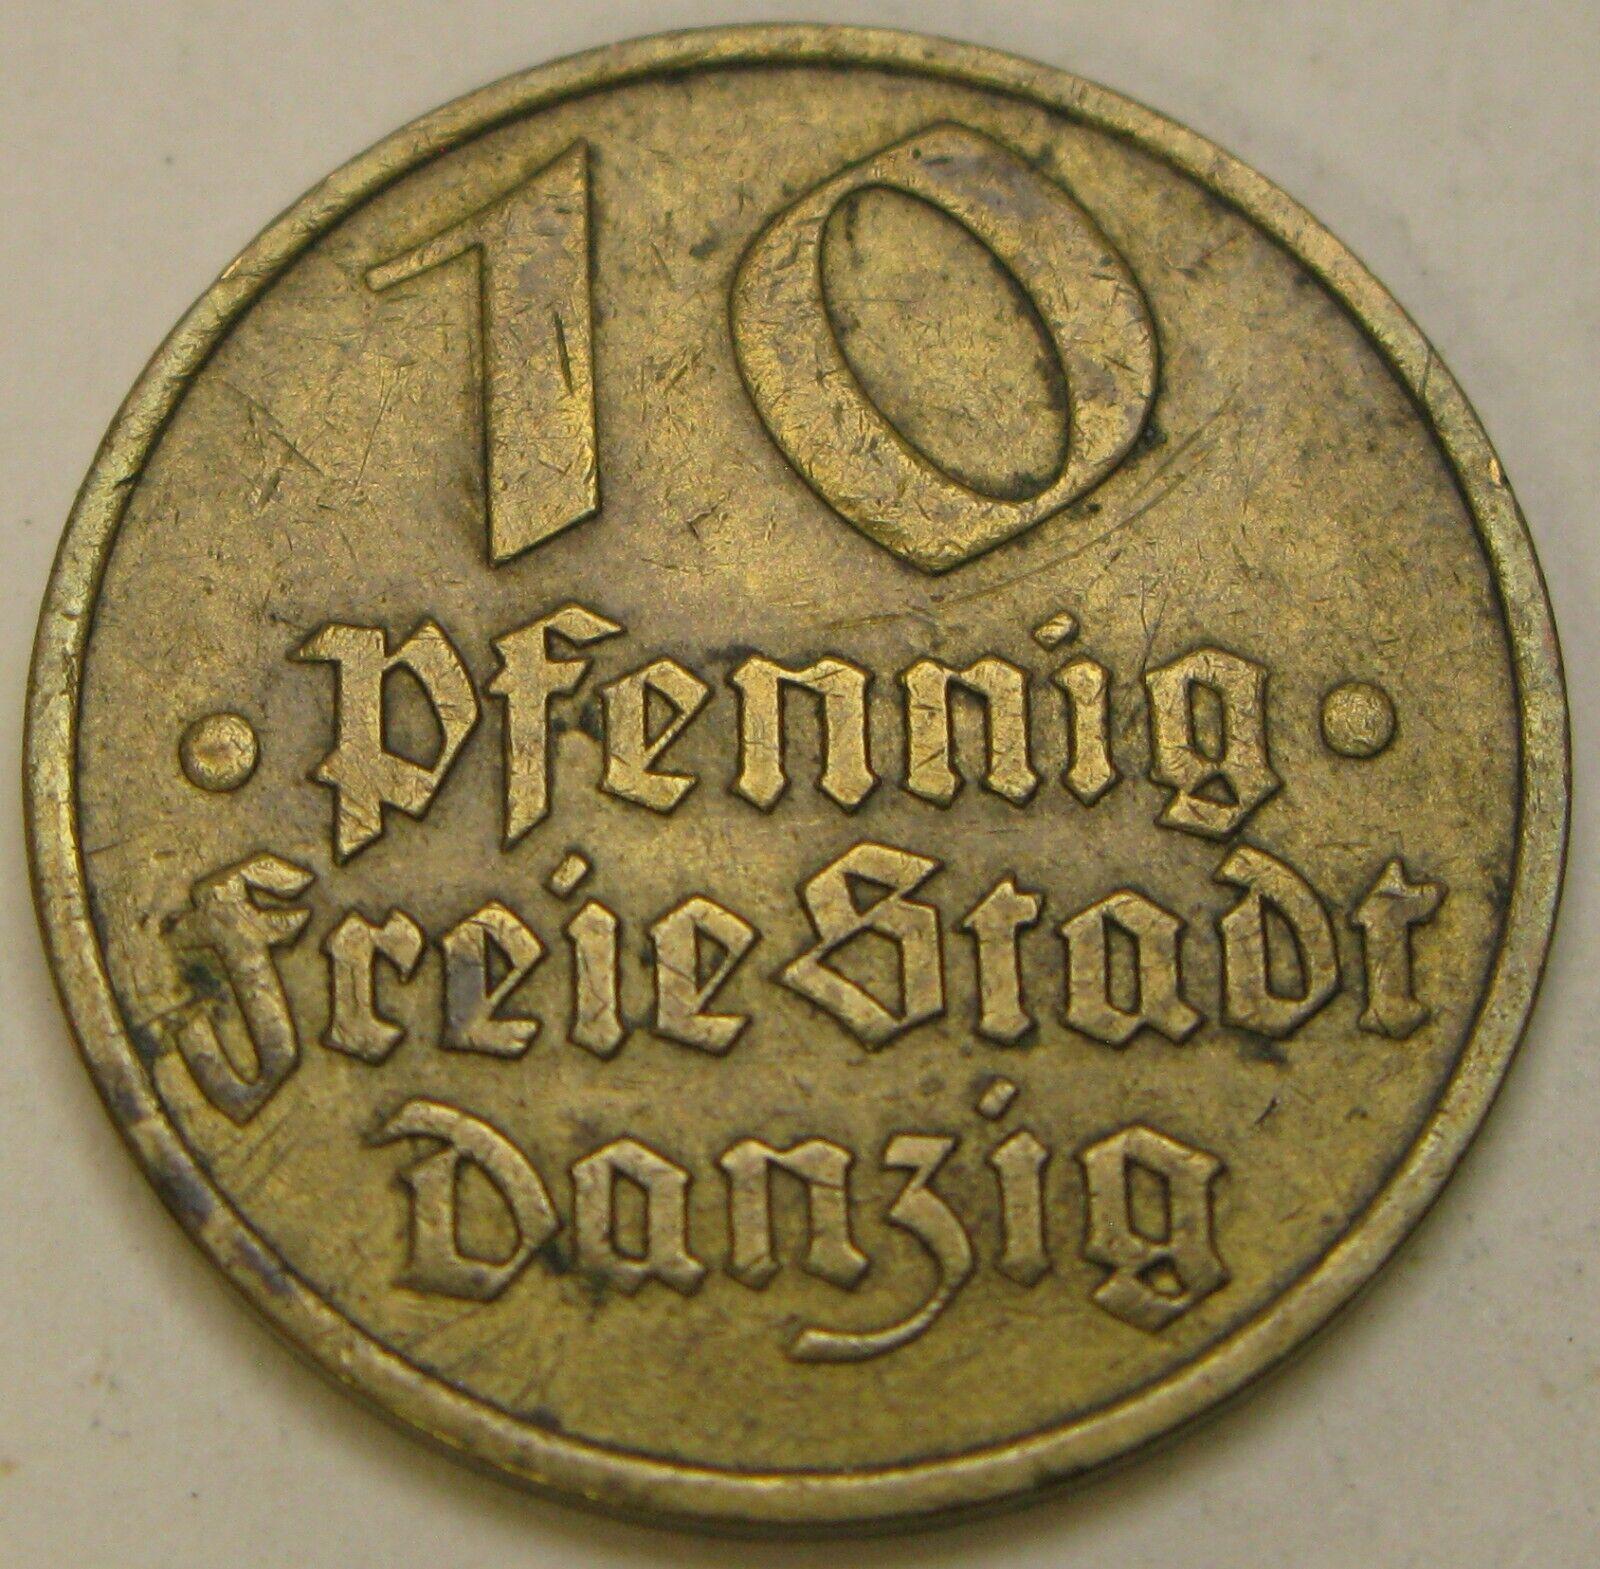 10
· Pfennig ·
Freie Stadt
Danzig